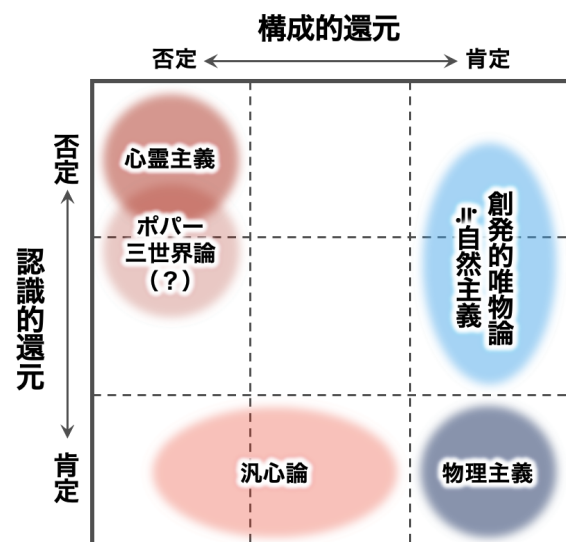 構成的還元
否定
肯定
認識的還元
否定
肯定
心霊主義
ポパー
三世界論
（？）
創発的唯物論
≒自然主義
汎心論
物理主義